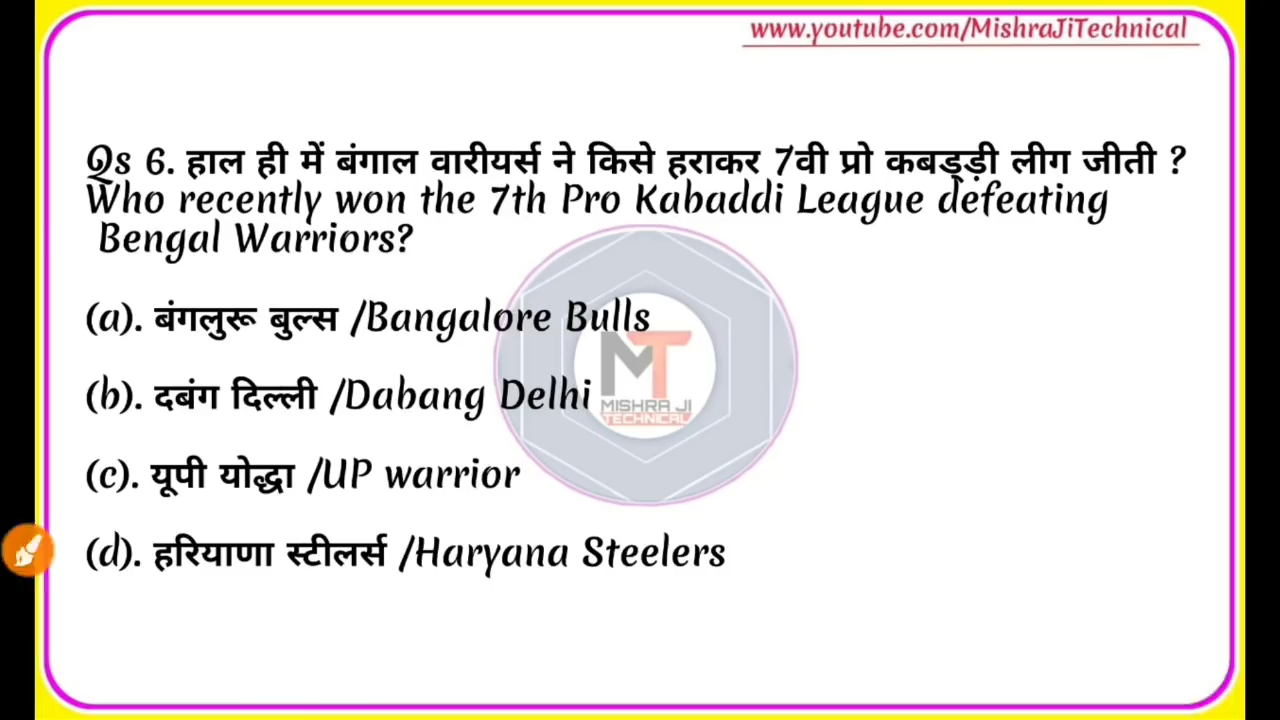 www.youtube.com/MishraJiTechnical
Qs 6. हाल ही में बंगाल वारीयर्स ने किसे हराकर 7वी प्रो कबड्ड़ी लीग जीती ?
Who recently won the 7th Pro Kabaddi League defeating
Bengal Warriors?
(a). बंगलुरू बुल्स /Bangalore Bulls
(b). दबंग दिल्ली /Dabang Delhi
(c). यूपी योद्धा /UP warrior
(d). हरियाणा स्टीलर्स /Haryana Steelers
MT
MISHRA JI
TECHNICAL